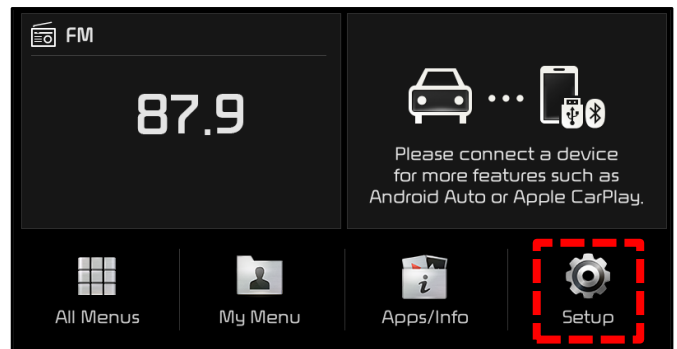 FM
87.9
Please connect a device
for more features such as
Android Auto or Apple CarPlay.
All Menus
My Menu
Apps/Info
Setup